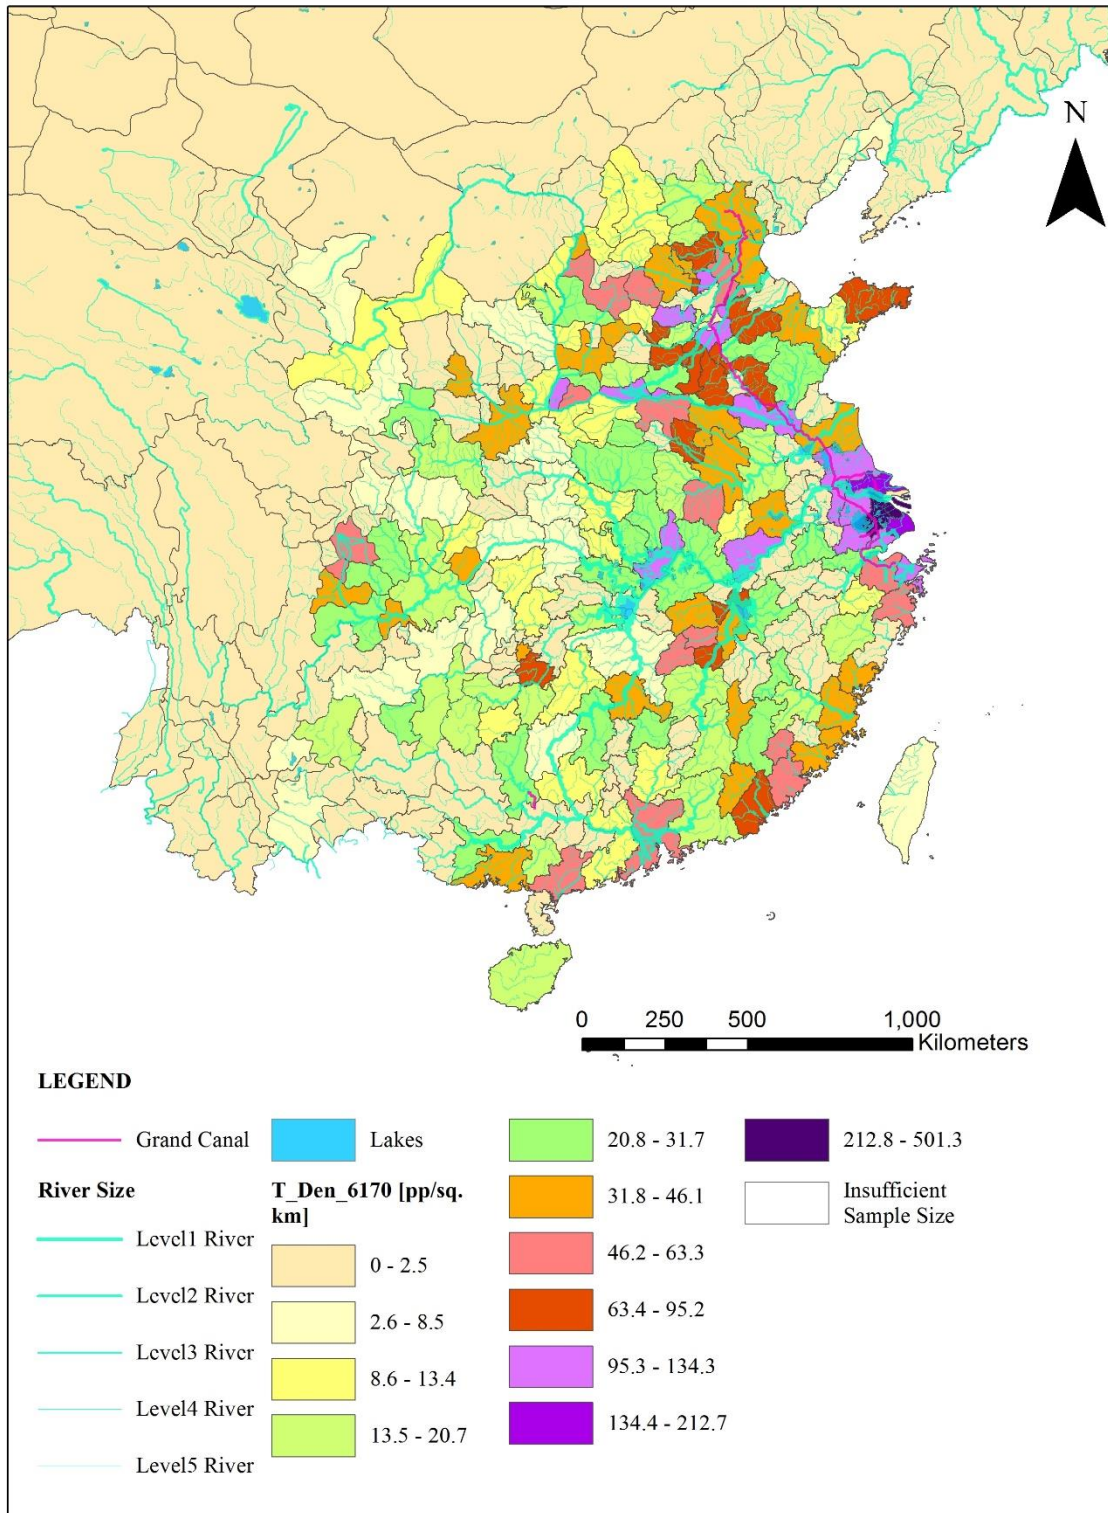 N
0 250 500 1,000
Kilometers
LEGEND
Grand Canal
River Size
Level1 River
Level2 River
Level3 River
Level4 River
Level5 River
Lakes
T_Den_6170 [pp/sq.
km]
0 - 2.5
2.6 - 8.5
8.6 - 13.4
13.5 - 20.7
20.8 - 31.7
31.8 - 46.1
46.2 - 63.3
63.4 - 95.2
95.3 - 134.3
134.4 - 212.7
212.8 - 501.3
Insufficient
Sample Size